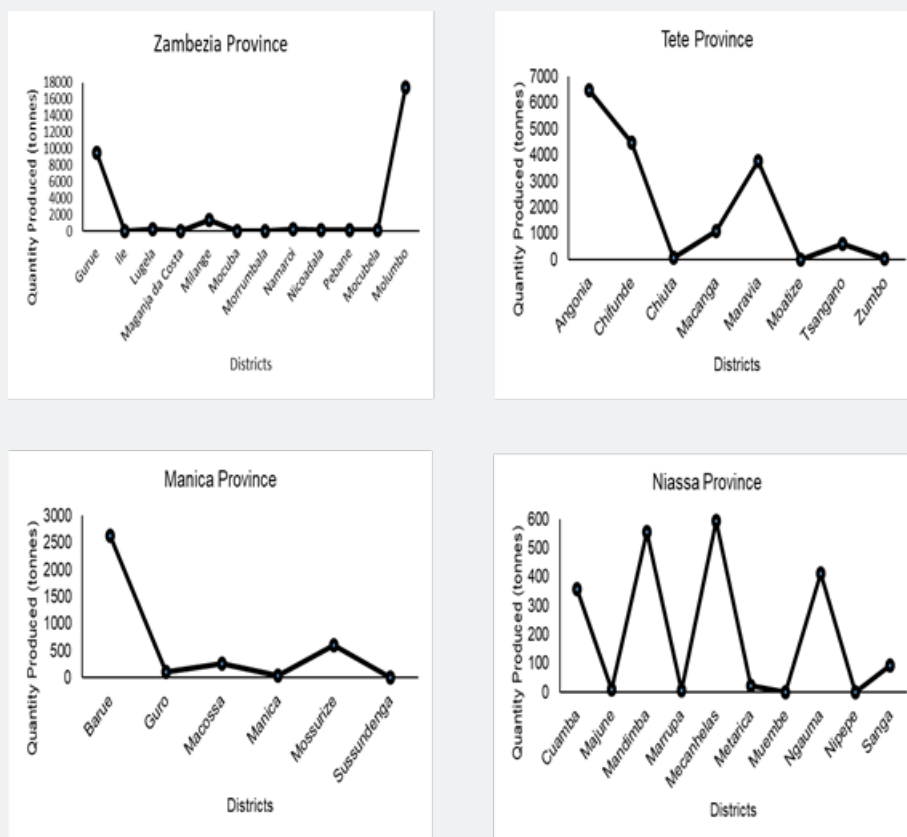 Zambezia Province
Quantity Produced (tonnes)
18000
16000
14000
12000
10000
8000
6000
4000
2000
0
Gurue
Ile
Lugela
Maganja da Costa
Milange
Mocuba
Morrumbala
Namaroi
Nicoadala
Pebane
Mocubela
Molumbo
Districts
Tete Province
Quantity Produced (tonnes)
7000
6000
5000
4000
3000
2000
1000
0
Angonia
Chifunde
Chiuta
Macanga
Maravia
Moatize
Tsangano
Zumbo
Districts
Manica Province
Quantity Produced (tonnes)
3000
2500
2000
1500
1000
500
0
Barue
Guro
Macossa
Manica
Mossurize
Sussundenga
Districts
Niassa Province
Quantity Produced (tonnes)
600
500
400
300
200
100
0
Cuamba
Majune
Mandimba
Marrupa
Mecanhelas
Metarica
Muembe
Ngauma
Nipepe
Sanga
Districts